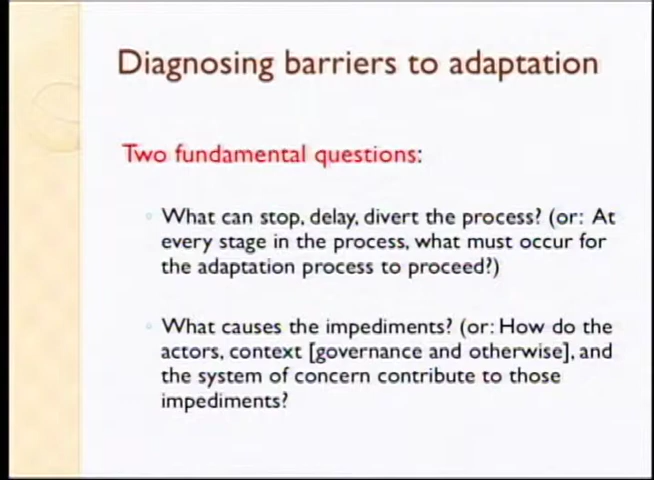 Diagnosing barriers to adaptation
Two fundamental questions:
What can stop, delay, divert the process? (or: At
every stage in the process, what must occur for
the adaptation process to proceed?)
What causes the impediments? (or: How do the
actors, context [governance and otherwise], and
the system of concern contribute to those
impediments?